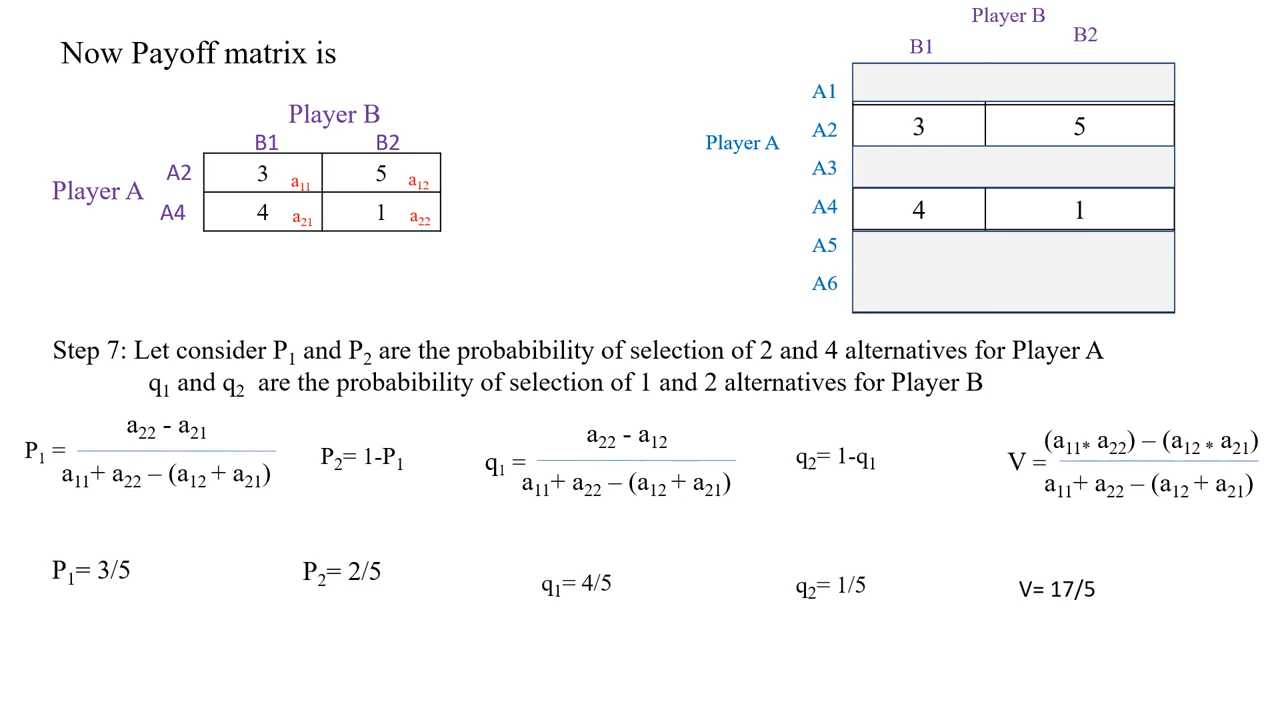 Now Payoff matrix is
Player B
B1 B2
Player A
A2 3 a11 5 a12
A4 4 a21 1 a22
Player B
B1 B2
Player A
A1
A2 3 5
A3
A4 4 1
A5
A6
Step 7: Let consider P1 and P2 are the probabibility of selection of 2 and 4 alternatives for Player A
q1 and q2 are the probabibility of selection of 1 and 2 alternatives for Player B
P1 =
a22 - a21
a11+ a22 – (a12 + a21)
P2= 1-P1
q1 =
a22 - a12
a11+ a22 – (a12 + a21)
q2= 1-q1
V =
(a11* a22) – (a12 * a21)
a11+ a22 – (a12 + a21)
P1= 3/5
P2= 2/5
q1= 4/5
q2= 1/5
V= 17/5